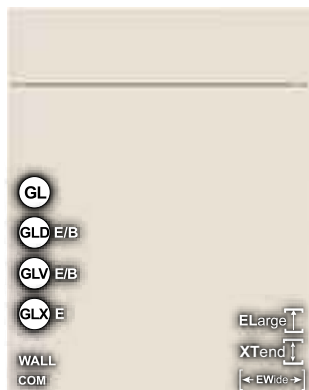 GL
GLD E/B
GLV E/B
GLX E
ELarge
XTend
WALL
COM
EWide